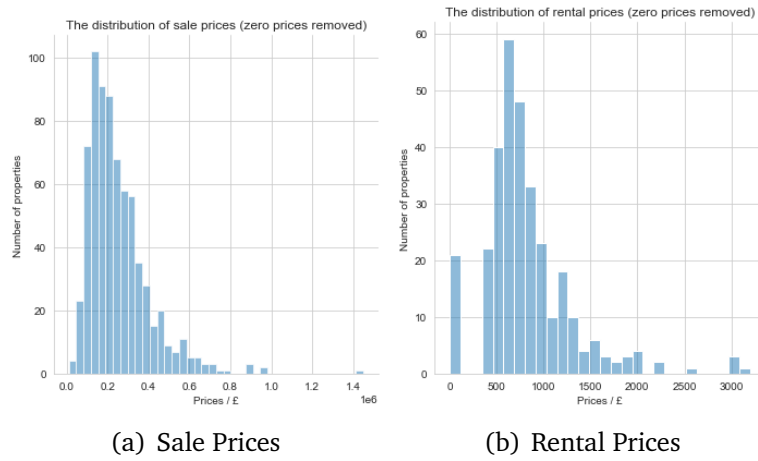 The distribution of sale prices (zero prices removed)
100
80
60
40
20
0
Number of properties
0.0 0.2 0.4 0.6 0.8 1.0 1.2 1.4
1e6
Prices / £
(a) Sale Prices
The distribution of rental prices (zero prices removed)
60
50
40
30
20
10
0
Number of properties
0 500 1000 1500 2000 2500 3000
Prices / £
(b) Rental Prices